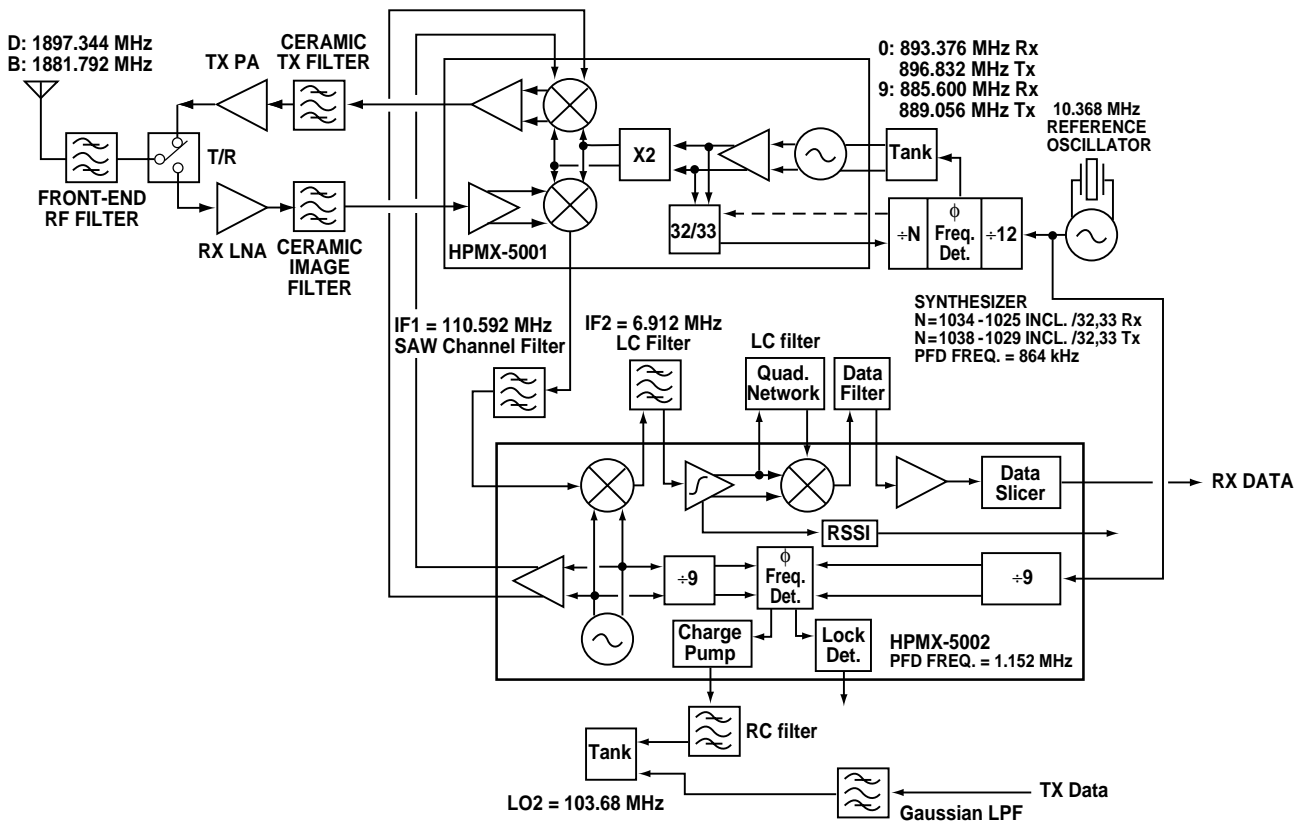 D: 1897.344 MHz
B: 1881.792 MHz
TX PA
CERAMIC
TX FILTER
0: 893.376 MHz Rx
896.832 MHz Tx
9: 885.600 MHz Rx
889.056 MHz Tx
10.368 MHz
REFERENCE
OSCILLATOR
T/R
X2
Tank
FRONT-END
RF FILTER
RX LNA
CERAMIC
IMAGE
FILTER
HPMX-5001
32/33
÷N
ϕ
Freq.
Det.
÷12
SYNTHESIZER
N=1034 -1025 INCL. /32,33 Rx
N=1038 -1029 INCL. /32,33 Tx
PFD FREQ. = 864 kHz
IF1 = 110.592 MHz
SAW Channel Filter
IF2 = 6.912 MHz
LC Filter
LC filter
Quad.
Network
Data
Filter
Data
Slicer
RX DATA
RSSI
÷9
ϕ
Freq.
Det.
÷9
Charge
Pump
Lock
Det.
HPMX-5002
PFD FREQ. = 1.152 MHz
RC filter
Tank
LO2 = 103.68 MHz
TX Data
Gaussian LPF